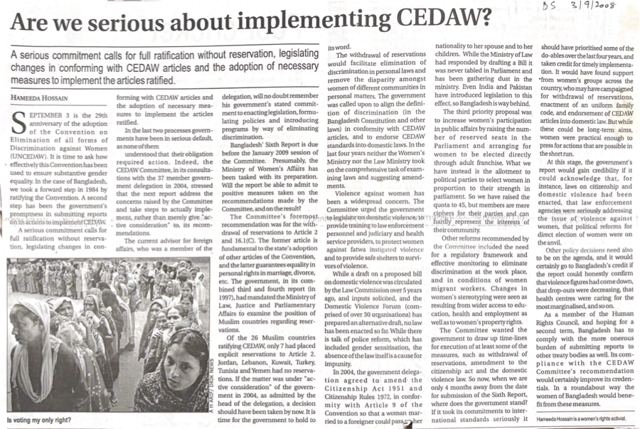 DS 3/9/2008
Are we serious about implementing CEDAW?
A serious commitment calls for full ratification without reservation, legislating
changes in conforming with CEDAW articles and the adoption of necessary
measures to implement the articles ratified.
HAMEEDA HOSSAIN
SEPTEMBER 3 is the 29th
anniversary of the adoption
of the Convention on
Elimination of all forms of
Discrimination against Women
(UNCEDAW). It is time to ask how
effectively this Convention has been
used to ensure substantive gender
equality. In the case of Bangladesh,
we took a forward step in 1984 by
ratifying the Convention. A second
step has been the government's
promptness in submitting reports
on its actions to implement CEDAW.
A serious commitment calls for
full ratification without reserva-
tion, legislating changes in con-
forming with CEDAW articles and
the adoption of necessary mea-
sures to implement the articles
ratified.
In the last two processes govern-
ments have been in serious default,
as none of them
understood that their obligation
required action. Indeed, the
CEDAW Committee, in its consulta-
tions with the 37 member govern-
ment delegation in 2004, stressed
that the next report address the
concerns raised by the Committee
and take steps to actually imple-
ment, rather than merely give "ac-
tive consideration" to, its recom-
mendations.
The current advisor for foreign
affairs, who was a member of the
delegation, will no doubt remember
his government's stated commit-
ment to enacting legislation, formu-
lating policies and introducing
programs by way of eliminating
discrimination.
Bangladesh' Sixth Report is due
before the January 2009 session of
the Committee. Presumably, the
Ministry of Women's Affairs has
been tasked with its preparation.
Will the report be able to admit to
positive measures taken on the
recommendations made by the
Committee, and on the result?
The Committee's foremost
recommendation was for the with-
drawal of reservations to Article 2
and 16.1(C). The former article is
fundamental to the state's adoption
of other articles of the Convention,
and the latter guarantees equality in
personal rights in marriage, divorce,
etc. The government, in its com-
bined third and fourth report (in
1997), had mandated the Ministry of
Law, Justice and Parliamentary
Affairs to examine the position of
Muslim countries regarding reser-
vations.
Of the 26 Muslim countries
ratifying CEDAW, only 7 had placed
explicit reservations to Article 2.
Jordan, Lebanon, Kuwait, Turkey,
Tunisia and Yemen had no reserva-
tions. If the matter was under "ac-
tive consideration" of the govern-
ment in 2004, as admitted by the
head of the delegation, a decision
should have been taken by now. It is
time for the government to hold to
its word.
The withdrawal of reservations
would facilitate elimination of
discrimination in personal laws and
remove the disparity amongst
women of different communities in
personal matters. The government
was called upon to align the defini-
tion of discrimination (in the
Bangladesh Constitution and other
laws) in conformity with CEDAW
articles, and to endorse CEDAW
standards into domestic laws. In the
last four years neither the Women's
Ministry nor the Law Ministry took
on the comprehensive task of exam-
ining laws and suggesting amend-
ments.
Violence against women has
been a widespread concern. The
Committee urged the government
to legislate on domestic violence, to
provide training to law enforcement
personnel and judiciary and health
service providers, to protect women
against fatwa instigated violence
and to provide safe shelters to survi-
vors of violence.
While a draft on a proposed bill
on domestic violence was circulated
by the Law Commission over 5 years
ago, and inputs solicited, and the
Domestic Violence Forum (com-
prised of over 30 organisations) has
prepared an alternative draft, no law
has been enacted so far. While there
is talk of police reform, which has
included gender sensitisation, the
absence of the law itself is a cause for
impunity.
In 2004, the government delega-
tion agreed to amend the
Citizenship Act 1951 and
Citizenship Rules 1972, in confor-
mity with Article 9 of the
Convention so that a woman mar-
ried to a foreigner could pass her
nationality to her spouse and to her
children. While the Ministry of Law
had responded by drafting a Bill it
was never tabled in Parliament and
has been gathering dust in the
ministry. Even India and Pakistan
have introduced legislation to this
effect, so Bangladesh is way behind.
The third priority proposal was
to increase women's participation
in public affairs by raising the num-
ber of reserved seats in the
Parliament and arranging for
women to be elected directly
through adult franchise. What we
have instead is the allotment to
political parties to select women in
proportion to their strength in
parliament. So we have raised the
quota to 45, but members are mere
ciphers for their parties and can
hardly represent the interests of
their community.
Other reforms recommended by
the Committee included the need
for a regulatory framework and
effective monitoring to eliminate
discrimination at the work place,
and in conditions of women
migrant workers. Changes in
women's stereotyping were seen as
resulting from wider access to edu-
cation, health and employment as
well as to women's property rights.
The Committee wanted the
government to draw up time-lines
for execution of at least some of the
measures, such as withdrawal of
reservations, amendment to the
citizenship act and the domestic
violence law. So now, when we are
only 4 months away from the date
for submission of the Sixth Report,
where does the government stand?
If it took its commitments to inter-
national standards seriously it
should have prioritised some of the
do-ables over the last four years, and
taken credit for timely implementa-
tion. It would have found support
from women's groups across the
country, who may have campaigned
for withdrawal of reservations,
enactment of an uniform family
code, and endorsement of CEDAW
articles into domestic law. But while
these could be long-term aims,
women were practical enough to
press for actions that are possible in
the short run.
At this stage, the government's
report would gain credibility if it
could acknowledge that, for
instance, laws on citizenship and
domestic violence had been
enacted, that law enforcement
agencies were seriously addressing
the issue of violence against
women, that political reforms for
direct election of women were on
the anvil.
Other policy decisions need also
to be on the agenda, and it would
certainly go to Bangladesh's credit if
the report could honestly confirm
that violence figures had come down,
that drop-outs were decreasing, that
health centres were caring for the
most marginalized, and so on.
As a member of the Human
Rights Council, and hoping for a
second term, Bangladesh has to
comply with the more onerous
burden of submitting reports to
other treaty bodies as well. Its com-
pliance with the CEDAW
Committee's recommendation
would certainly improve its creden-
tials. In a roundabout way the
women of Bangladesh would bene-
fit from these measures.
Hameeda Hossain is a women's rights activist.
Is voting my only right?